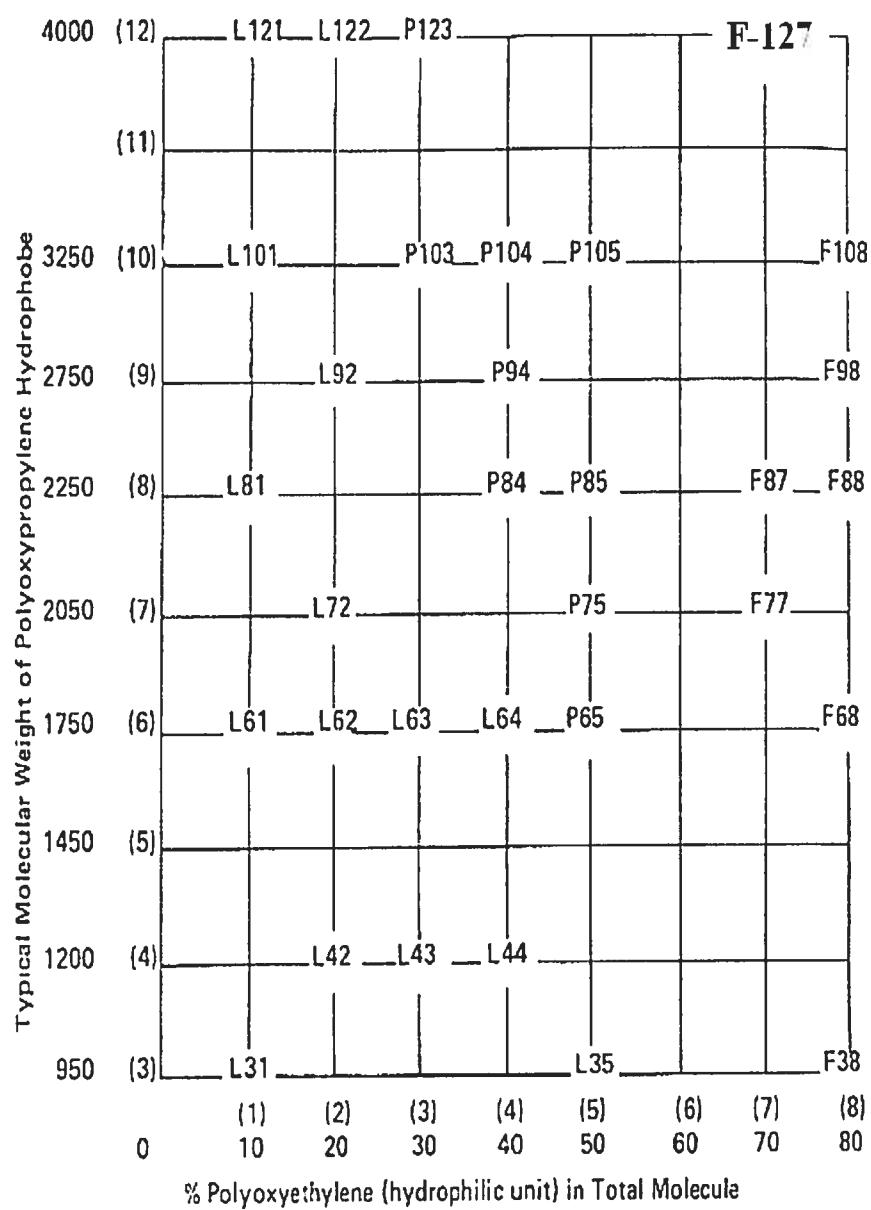 4000 (12) L121 L122 P123 F-127
(11)
3250 (10) L101 P103 P104 P105 F108
2750 (9) L92 P94 F98
2250 (8) L81 P84 P85 F87 F88
2050 (7) L72 P75 F77
1750 (6) L61 L62 L63 L64 P65 F68
1450 (5)
1200 (4) L42 L43 L44
950 (3) L31 L35 F38
(1) (2) (3) (4) (5) (6) (7) (8)
0 10 20 30 40 50 60 70 80
% Polyoxyethylene (hydrophilic unit) in Total Molecule
Typical Molecular Weight of Polyoxypropylene Hydrophobe